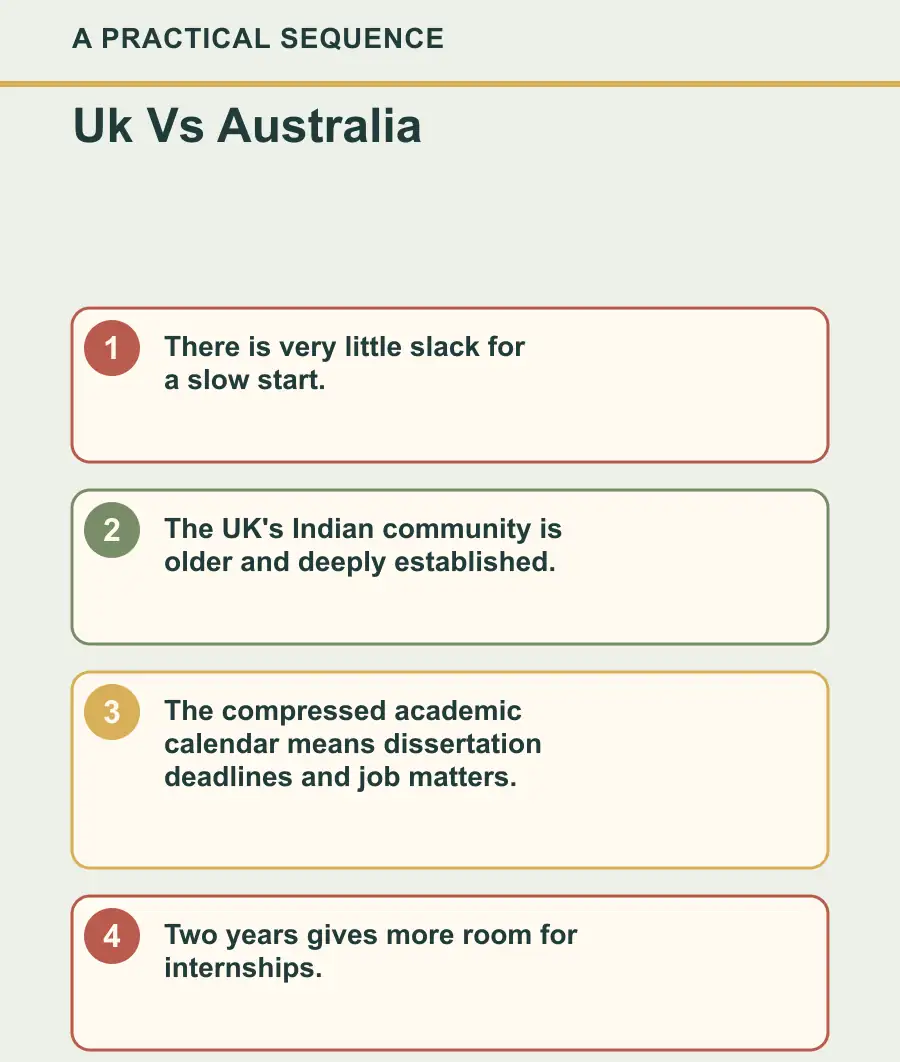 A PRACTICAL SEQUENCE
Uk Vs Australia
1
There is very little slack for
a slow start.
2
The UK's Indian community is
older and deeply established.
3
The compressed academic
calendar means dissertation
deadlines and job matters.
4
Two years gives more room for
internships.